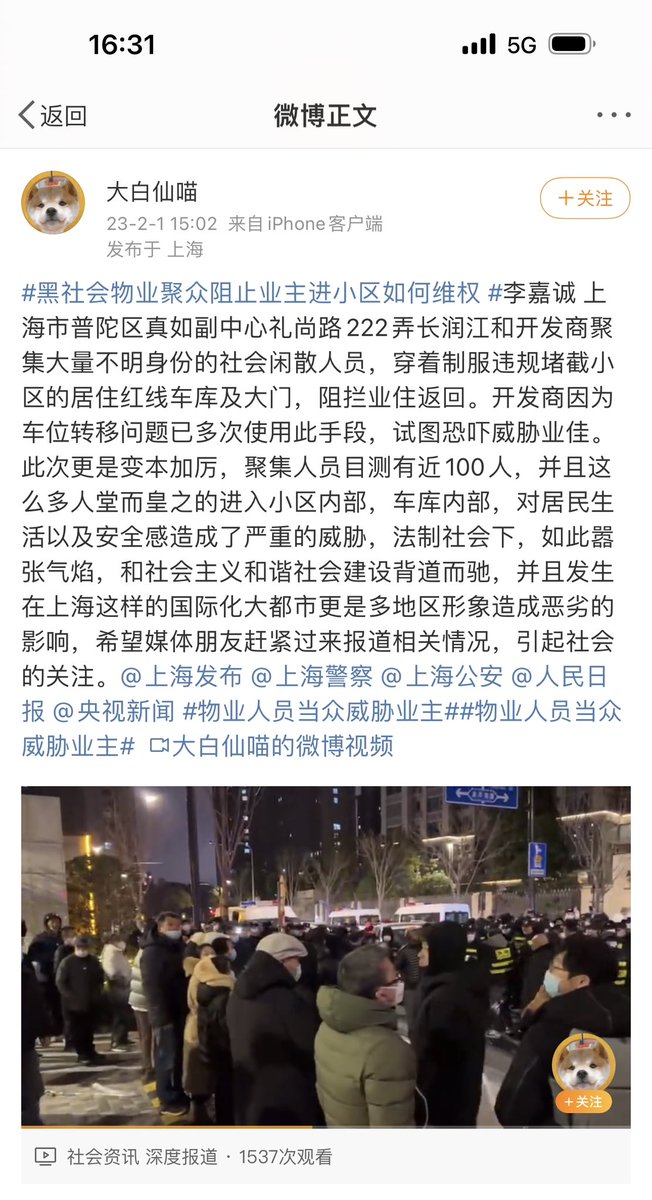 16:31
5G
返回
微博正文
大白仙喵
+关注
23-2-1 15:02 来自 iPhone客户端
发布于 上海
#黑社会物业聚众阻止业主进小区如何维权 #李嘉诚 上
海市普陀区真如副中心礼尚路222弄长润江和开发商聚
集大量不明身份的社会闲散人员，穿着制服违规堵截小
区的居住红线车库及大门，阻拦业住返回。开发商因为
车位转移问题已多次使用此手段，试图恐吓威胁业佳。
此次更是变本加厉，聚集人员目测有近100人，并且这
么多人堂而皇之的进入小区内部，车库内部，对居民生
活以及安全感造成了严重的威胁，法制社会下，如此嚣
张气焰，和社会主义和谐社会建设背道而驰，并且发生
在上海这样的国际化大都市更是多地区形象造成恶劣的
影响，希望媒体朋友赶紧过来报道相关情况，引起社会
的关注。@上海发布 @上海警察 @上海公安 @人民日
报 @央视新闻 #物业人员当众威胁业主##物业人员当众
威胁业主# 大白仙喵的微博视频
+关注
社会资讯 深度报道 · 1537次观看